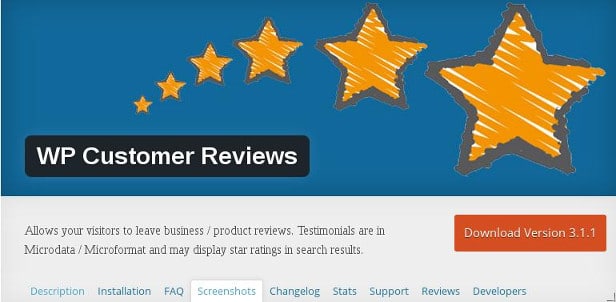 WP Customer Reviews
Allows your visitors to leave business / product reviews. Testimonials are in
Microdata / Microformat and may display star ratings in search results.
Download Version 3.1.1
Description Installation FAQ Screenshots Changelog Stats Support Reviews Developers